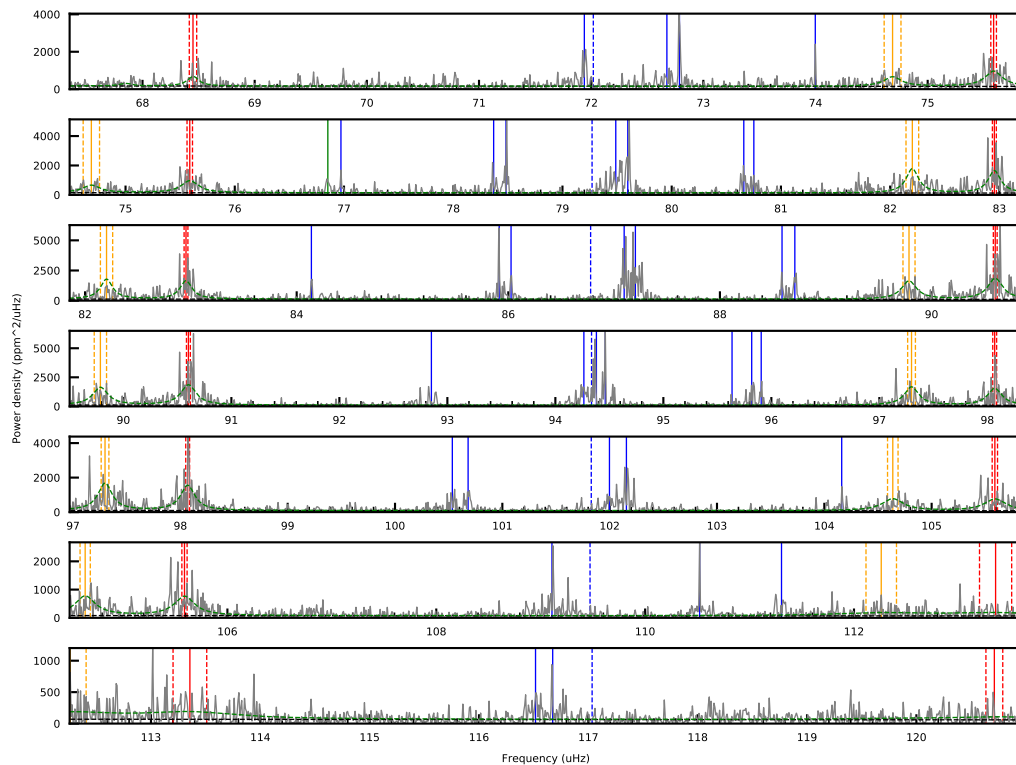 4000
2000
0
68 69 70 71 72 73 74 75
4000
2000
0
75 76 77 78 79 80 81 82 83
5000
2500
0
82 84 86 88 90
Power density (ppm^2/uHz)
5000
2500
0
90 91 92 93 94 95 96 97 98
4000
2000
0
97 98 99 100 101 102 103 104 105
2000
1000
0
106 108 110 112
1000
500
0
113 114 115 116 117 118 119 120
Frequency (uHz)